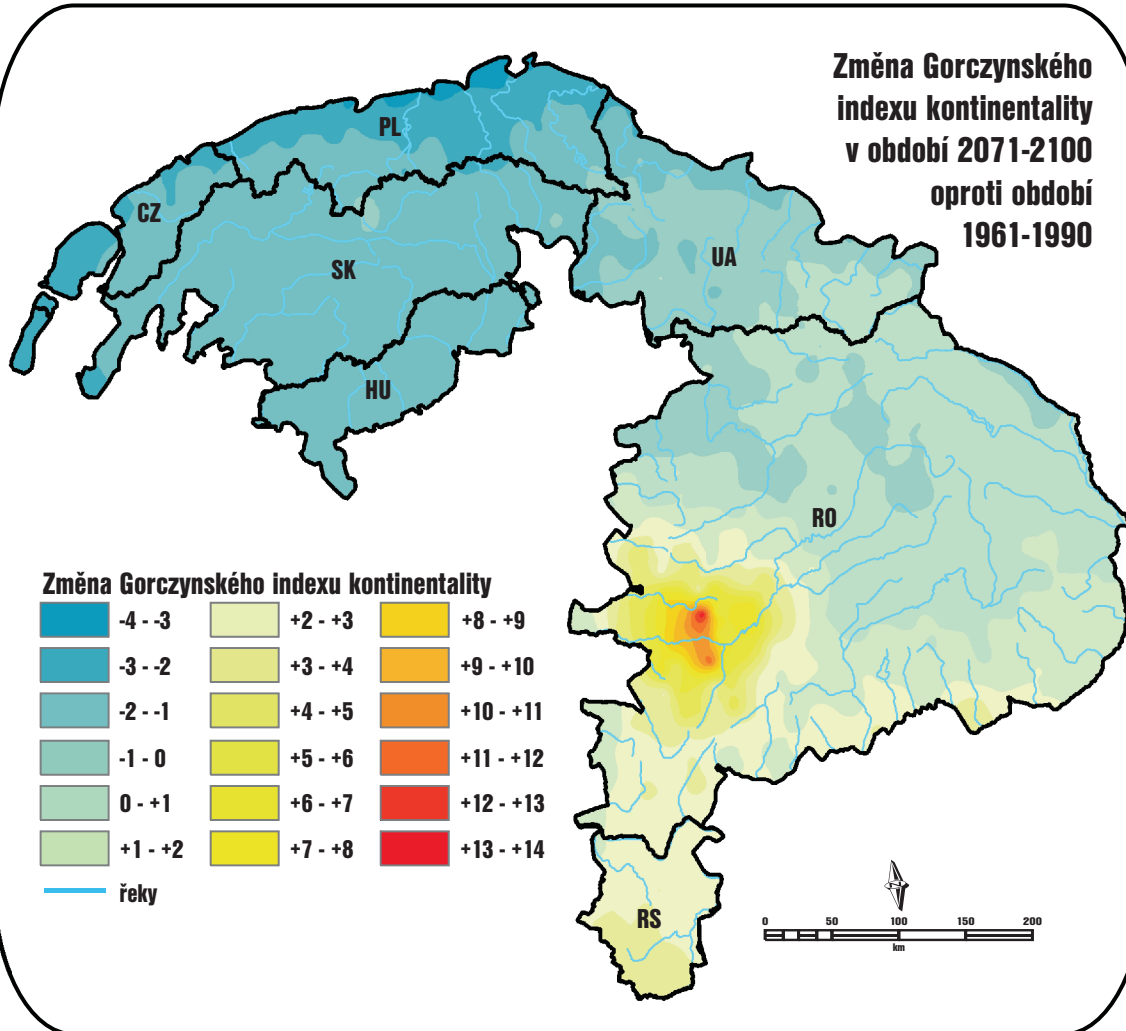 Změna Gorczynského
indexu kontinentality
v období 2071-2100
oproti období
1961-1990
PL
CZ
SK
UA
HU
RO
RS
Změna Gorczynského indexu kontinentality
-4 - -3
-3 - -2
-2 - -1
-1 - 0
0 - +1
+1 - +2
řeky
+2 - +3
+3 - +4
+4 - +5
+5 - +6
+6 - +7
+7 - +8
+8 - +9
+9 - +10
+10 - +11
+11 - +12
+12 - +13
+13 - +14
0 50 100 150 200
km